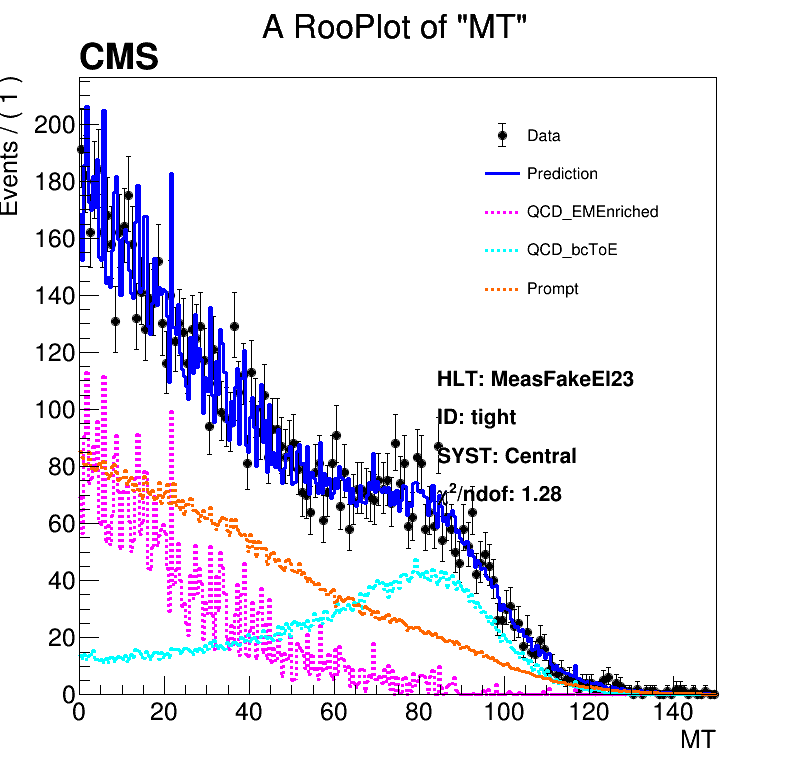 A RooPlot of "MT"
CMS
Events / ( 1 )
200
180
160
140
120
100
80
60
40
20
0
Data
Prediction
QCD_EMEnriched
QCD_bcToE
Prompt
HLT: MeasFakeEl23
ID: tight
SYST: Central
χ²/ndof: 1.28
0 20 40 60 80 100 120 140
MT